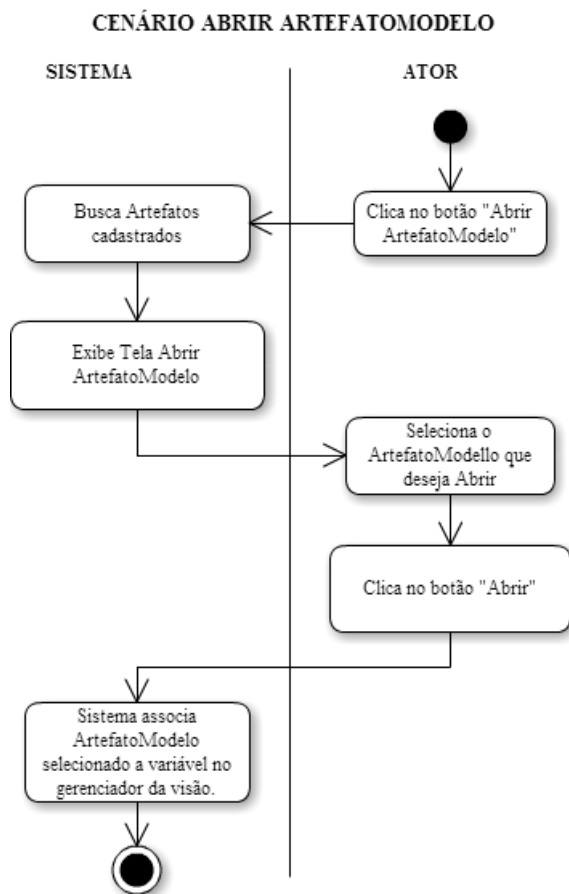 CENÁRIO ABRIR ARTEFATOMODELO
SISTEMA
ATOR
Clica no botão "Abrir
ArtefatoModelo"
Busca Artefatos
cadastrados
Exibe Tela Abrir
ArtefatoModelo
Seleciona o
ArtefatoModello que
deseja Abrir
Clica no botão "Abrir"
Sistema associa
ArtefatoModelo
selecionado a variável no
gerenciador da visão.